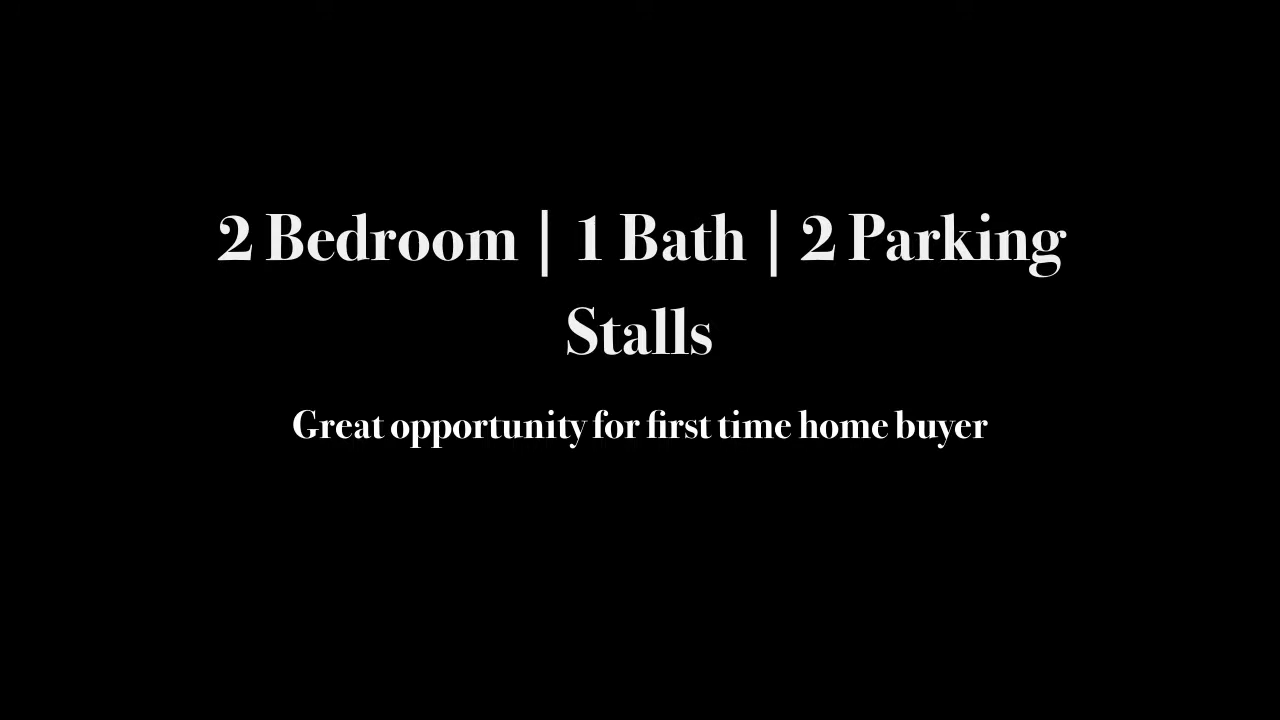 2 Bedroom | 1 Bath | 2 Parking
Stalls
Great opportunity for first time home buyer